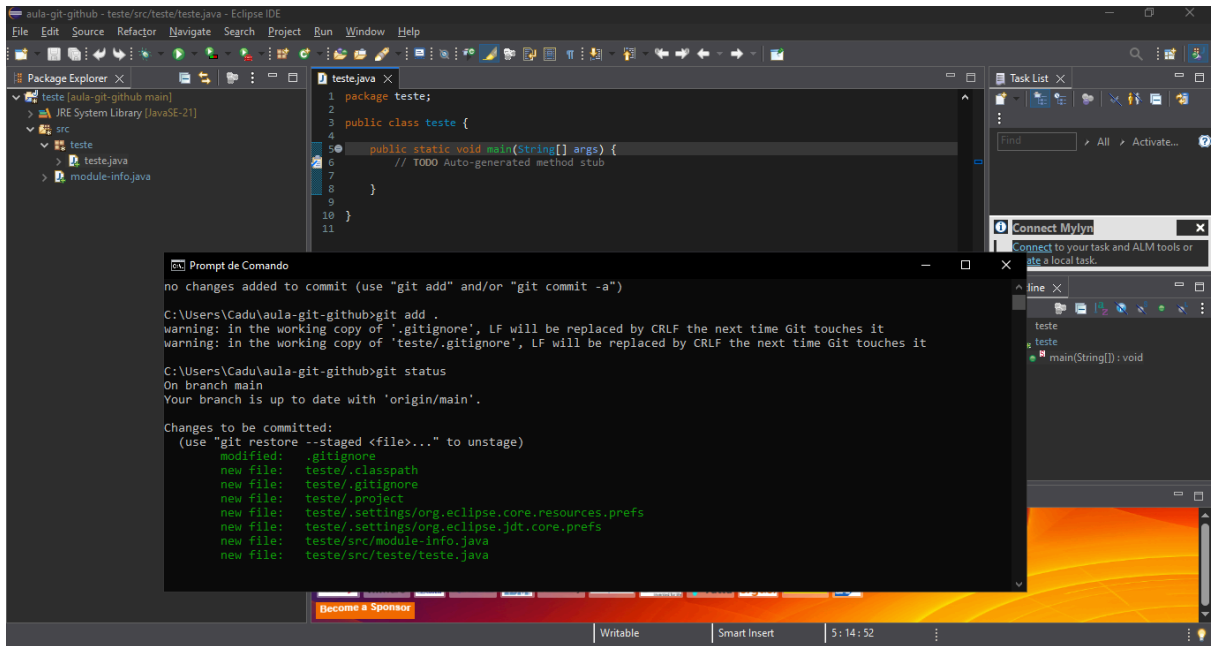 aula-git-github - teste/src/teste/teste.java - Eclipse IDE
File Edit Source Refactor Navigate Search Project Run Window Help
Package Explorer
teste [aula-git-github main]
JRE System Library [JavaSE-21]
src
teste
teste.java
module-info.java
teste.java
1 package teste;
2
3 public class teste {
4
5 public static void main(String[] args) {
6 // TODO Auto-generated method stub
7
8 }
9
10 }
11
Task List
Find All Activate...
Connect Mylyn
Connect to your task and ALM tools or
ate a local task.
line
teste
teste
main(String[]) : void
Prompt de Comando
no changes added to commit (use "git add" and/or "git commit -a")
C:\Users\Cadu\aula-git-github>git add .
warning: in the working copy of '.gitignore', LF will be replaced by CRLF the next time Git touches it
warning: in the working copy of 'teste/.gitignore', LF will be replaced by CRLF the next time Git touches it
C:\Users\Cadu\aula-git-github>git status
On branch main
Your branch is up to date with 'origin/main'.
Changes to be committed:
(use "git restore --staged <file>..." to unstage)
modified: .gitignore
new file: teste/.classpath
new file: teste/.gitignore
new file: teste/.project
new file: teste/.settings/org.eclipse.core.resources.prefs
new file: teste/.settings/org.eclipse.jdt.core.prefs
new file: teste/src/module-info.java
new file: teste/src/teste/teste.java
Become a Sponsor
Writable Smart Insert 5 : 14 : 52